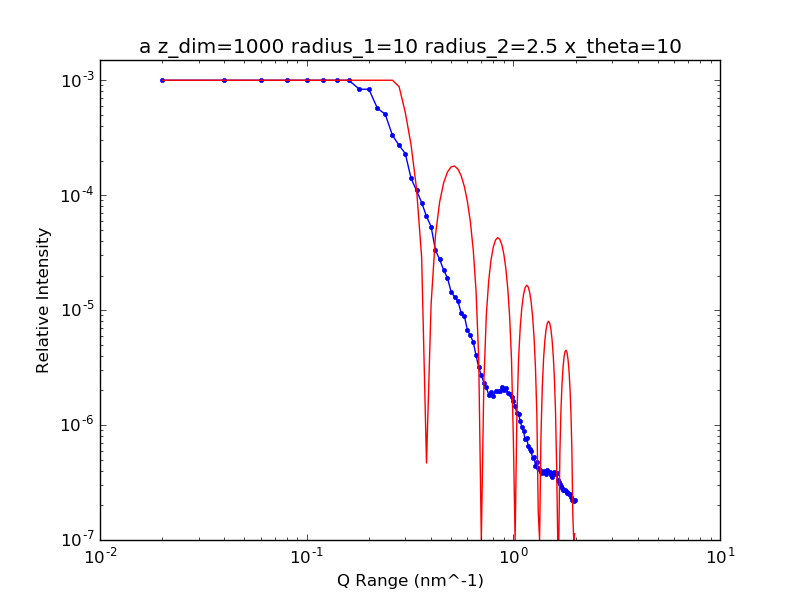 a z_dim=1000 radius_1=10 radius_2=2.5 x_theta=10
10^-3
10^-4
10^-5
10^-6
10^-7
Relative Intensity
10^-2 10^-1 10^0 10^1
Q Range (nm^-1)